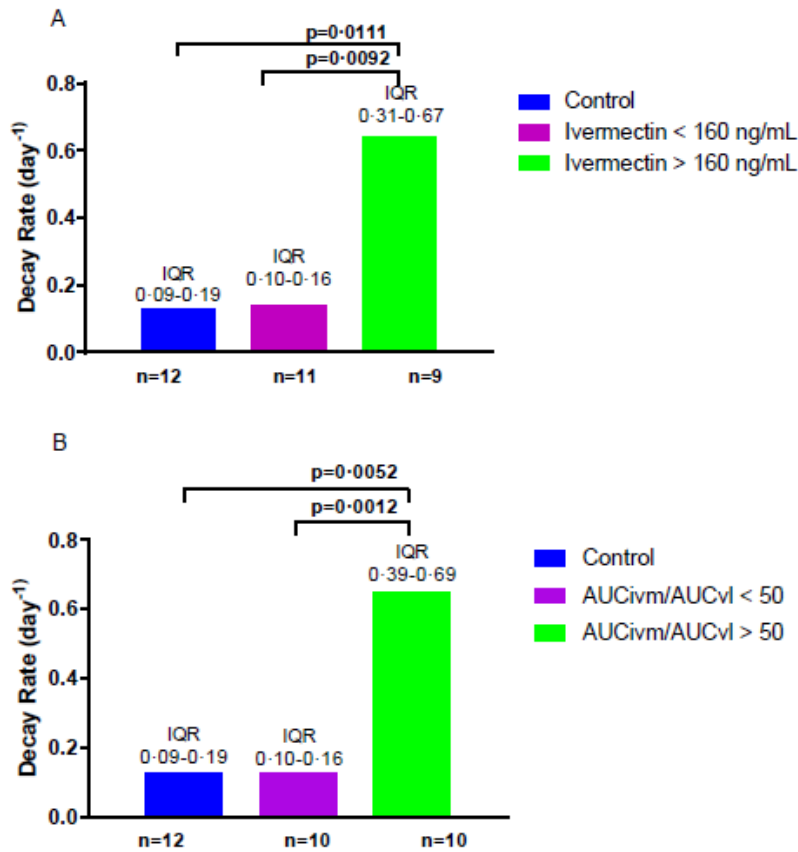 A
p=0·0111
p=0·0092
IQR
0·31-0·67
IQR
0·10-0·16
IQR
0·09-0·19
Decay Rate (day-1)
0.8
0.6
0.4
0.2
0.0
n=12
n=11
n=9
Control
Ivermectin < 160 ng/mL
Ivermectin > 160 ng/mL
B
p=0·0052
p=0·0012
IQR
0·39-0·69
IQR
0·09-0·19
IQR
0·10-0·16
Decay Rate (day-1)
0.8
0.6
0.4
0.2
0.0
n=12
n=10
n=10
Control
AUCivm/AUCvl < 50
AUCivm/AUCvl > 50